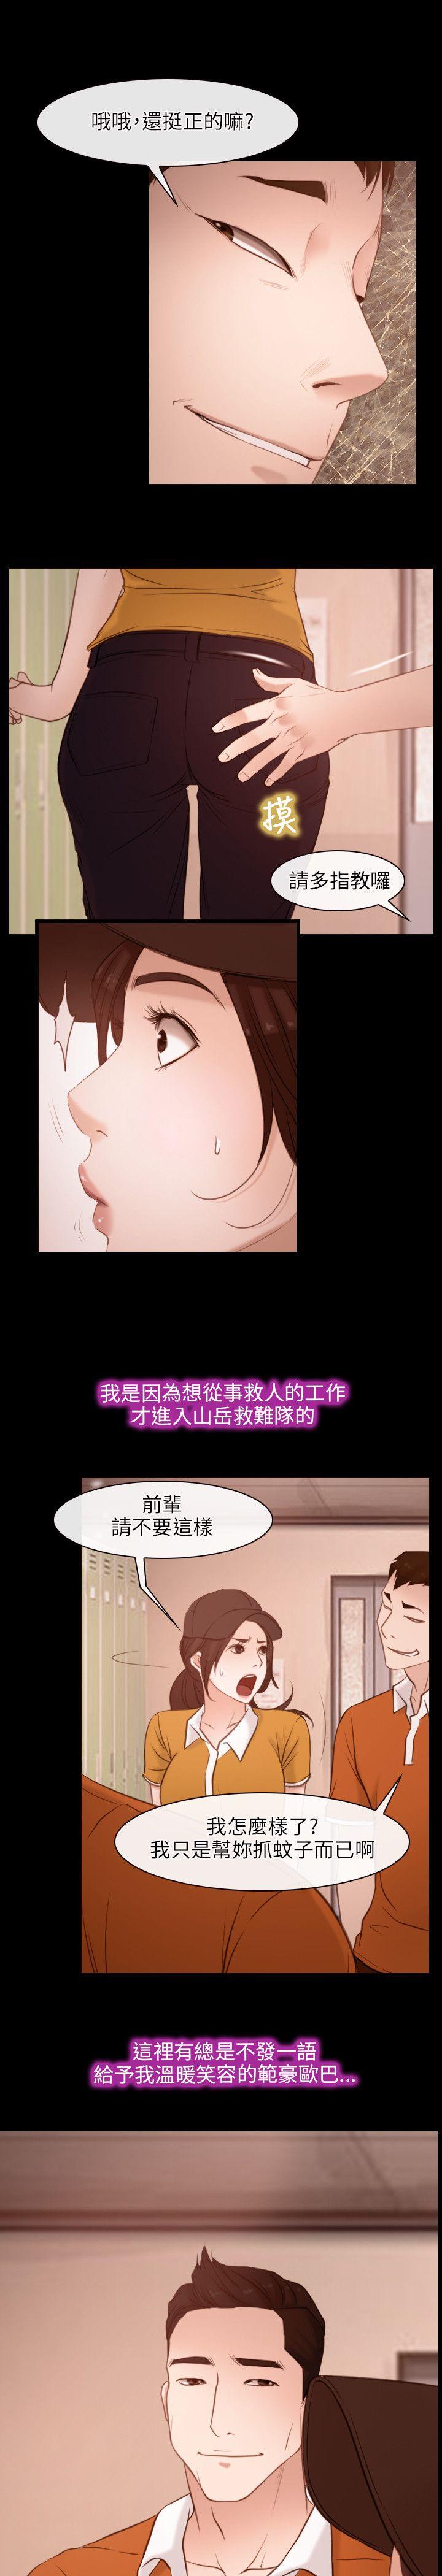 哦哦，還挺正的嘛?
摸
請多指教囉
我是因為想從事救人的工作
才進入山岳救難隊的
前輩
請不要這樣
我怎麼樣了?
我只是幫妳抓蚊子而已啊
這裡有總是不發一語
給予我溫暖笑容的範豪歐巴...